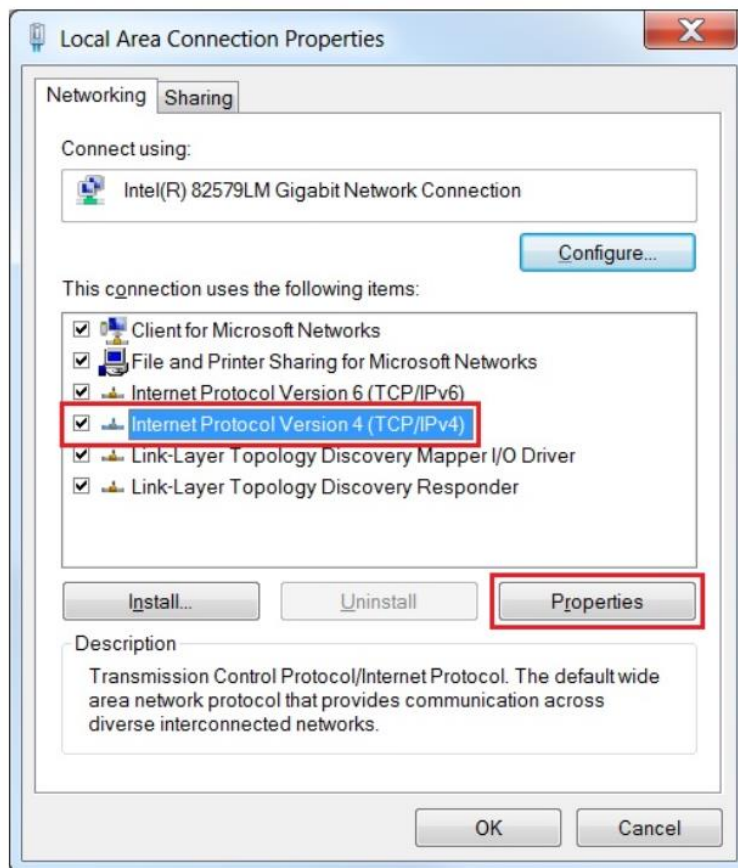 Local Area Connection Properties
Networking
Sharing
Connect using:
Intel(R) 82579LM Gigabit Network Connection
Configure...
This connection uses the following items:
Client for Microsoft Networks
File and Printer Sharing for Microsoft Networks
Internet Protocol Version 6 (TCP/IPv6)
Internet Protocol Version 4 (TCP/IPv4)
Link-Layer Topology Discovery Mapper I/O Driver
Link-Layer Topology Discovery Responder
Install...
Uninstall
Properties
Description
Transmission Control Protocol/Internet Protocol. The default wide
area network protocol that provides communication across
diverse interconnected networks.
OK
Cancel